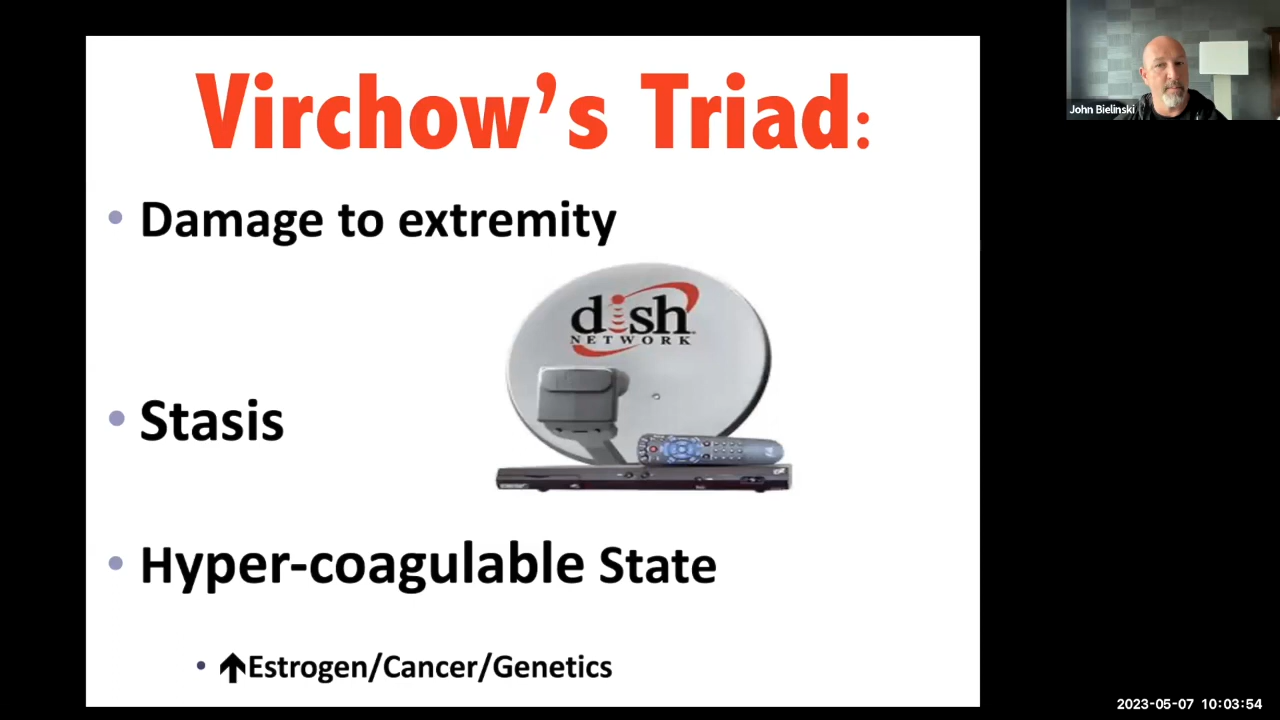 Virchow's Triad:
John Bielinski
• Damage to extremity
dish
NETWORK
• Stasis
• Hyper-coagulable State
• ↑Estrogen/Cancer/Genetics
2023-05-07 10:03:54